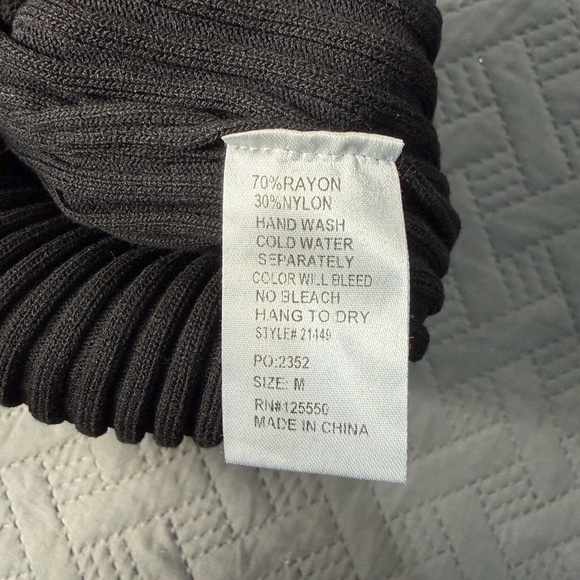 70%RAYON
30%NYLON
HAND WASH
COLD WATER
SEPARATELY
COLOR WILL BLEED
NO BLEACH
HANG TO DRY
STYLE# 21449
PO:2352
SIZE: M
RN#125550
MADE IN CHINA